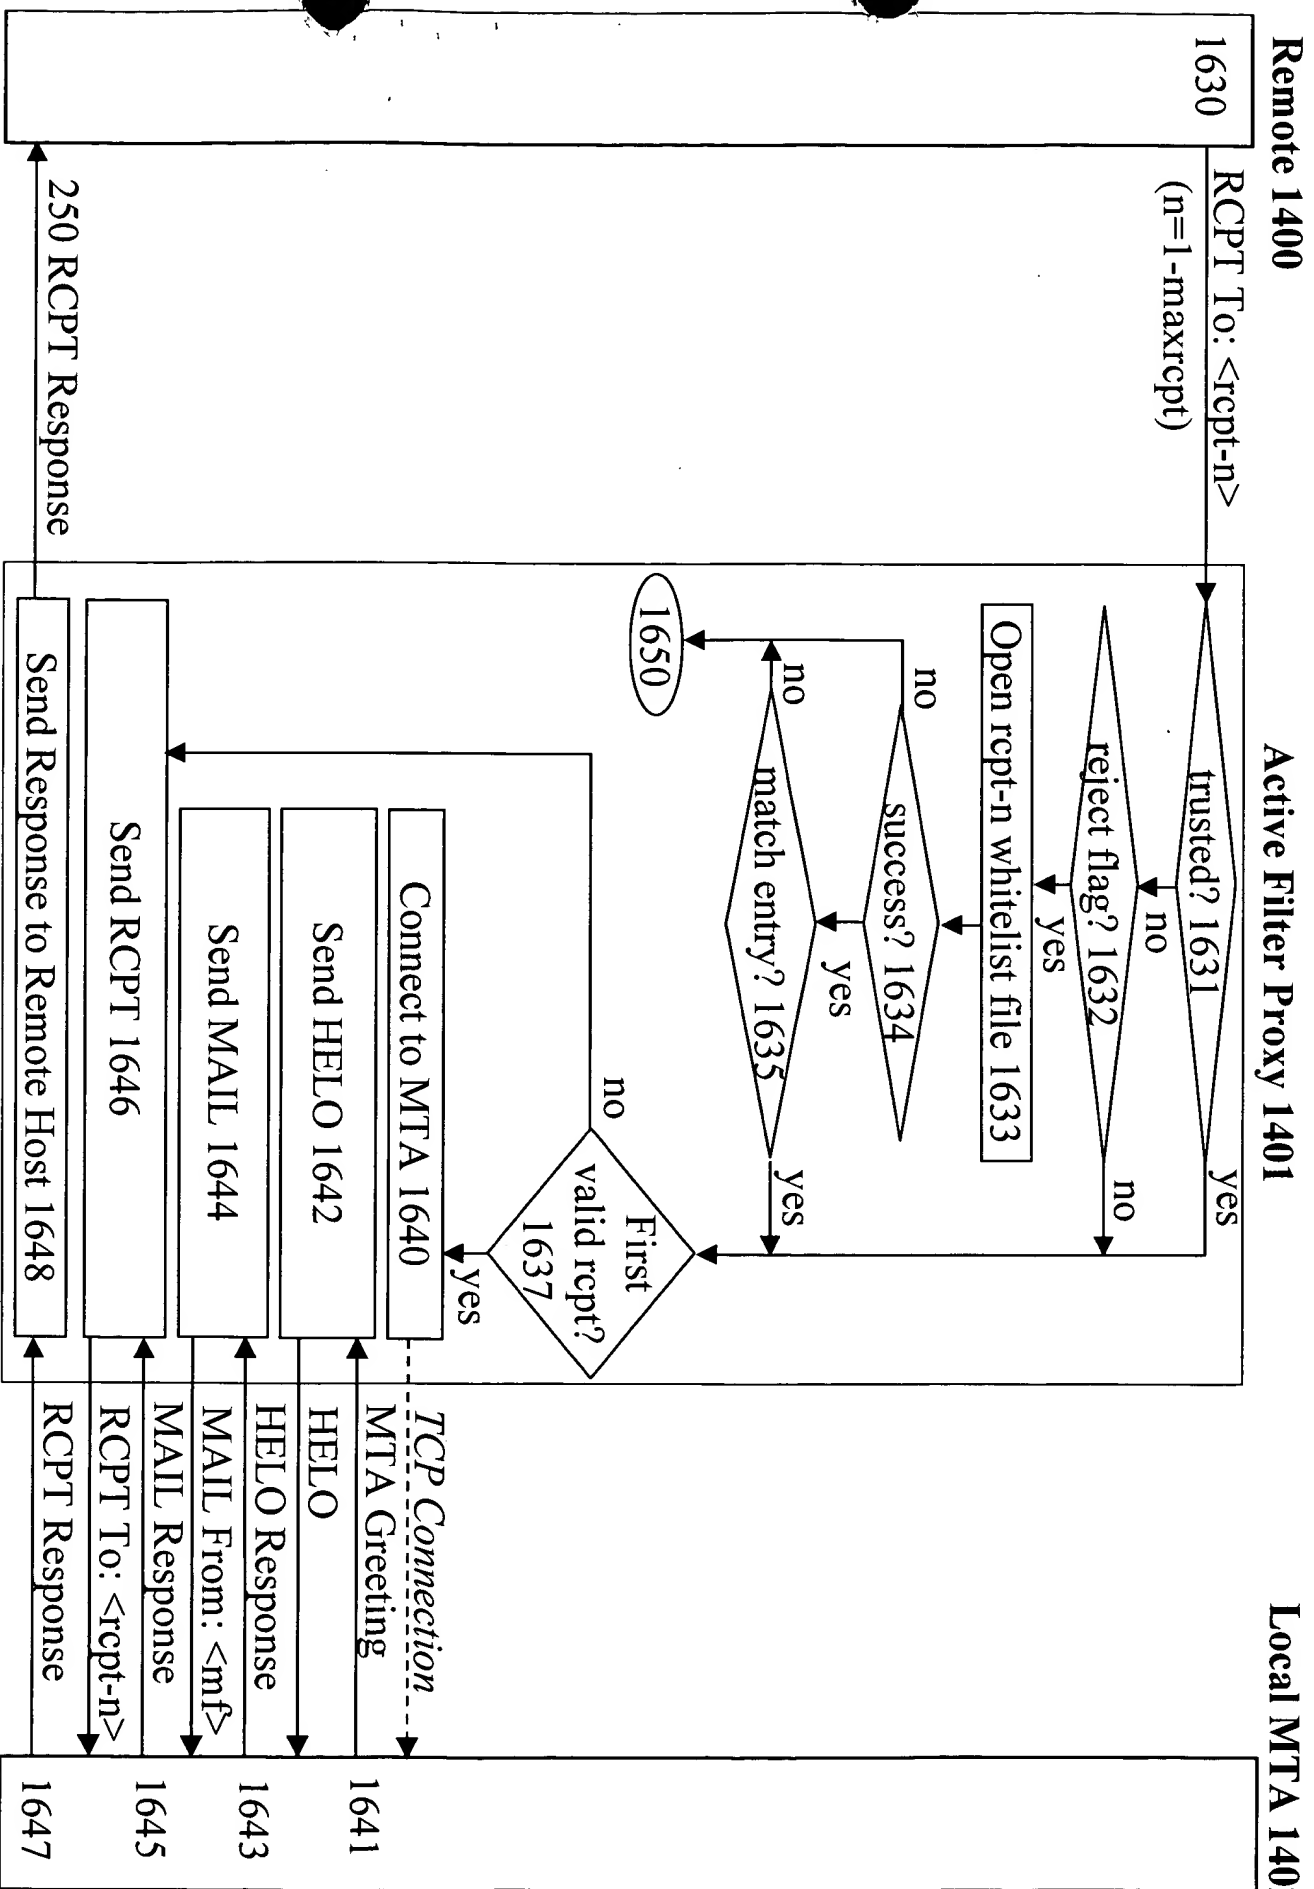 Remote 1400
Active Filter Proxy 1401
Local MTA 140
1630
RCPT To: <rcpt-n>
(n=1-maxrcpt)
trusted? 1631
yes
no
reject flag? 1632
no
yes
Open rcpt-n whitelist file 1633
success? 1634
no
yes
match entry? 1635
no
yes
1650
First
valid rcpt?
1637
no
yes
Connect to MTA 1640
TCP Connection
MTA Greeting
1641
Send HELO 1642
HELO
HELO Response
1643
Send MAIL 1644
MAIL From: <mf>
MAIL Response
1645
Send RCPT 1646
RCPT To: <rcpt-n>
RCPT Response
1647
Send Response to Remote Host 1648
250 RCPT Response